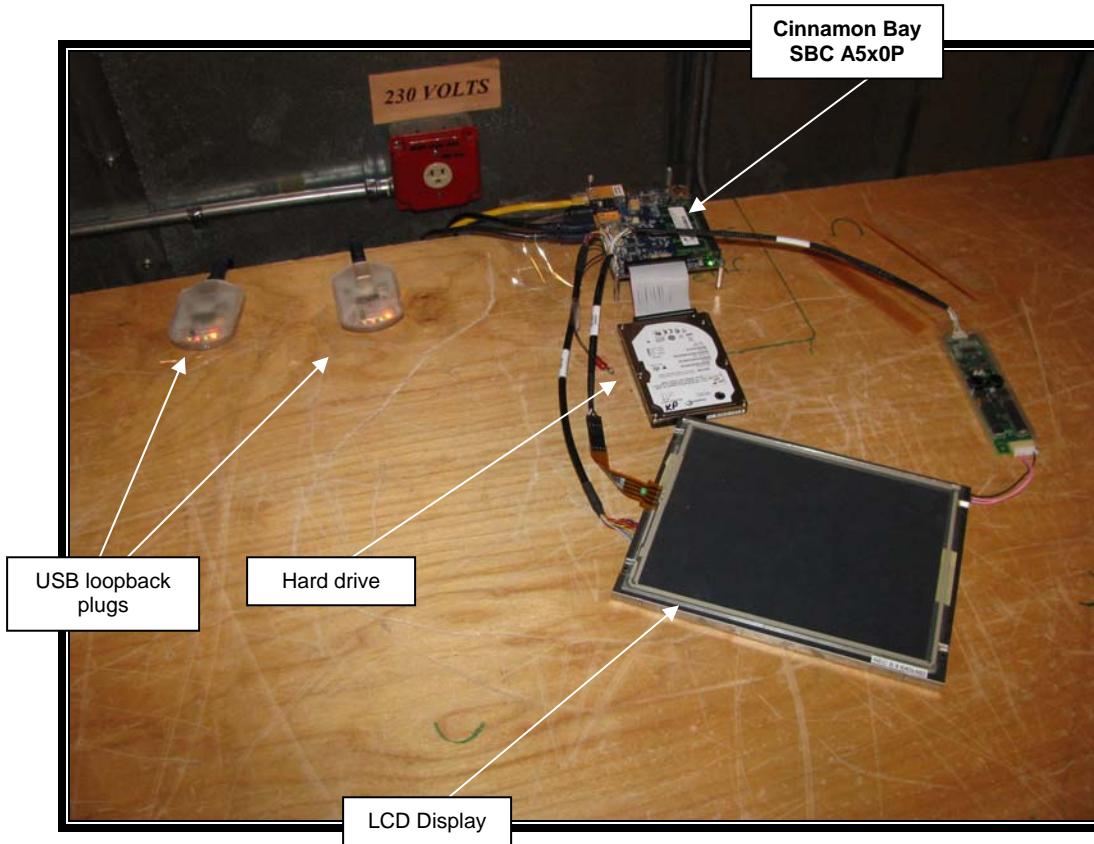 Cinnamon Bay
SBC A5x0P
230 VOLTS
USB loopback
plugs
Hard drive
LCD Display